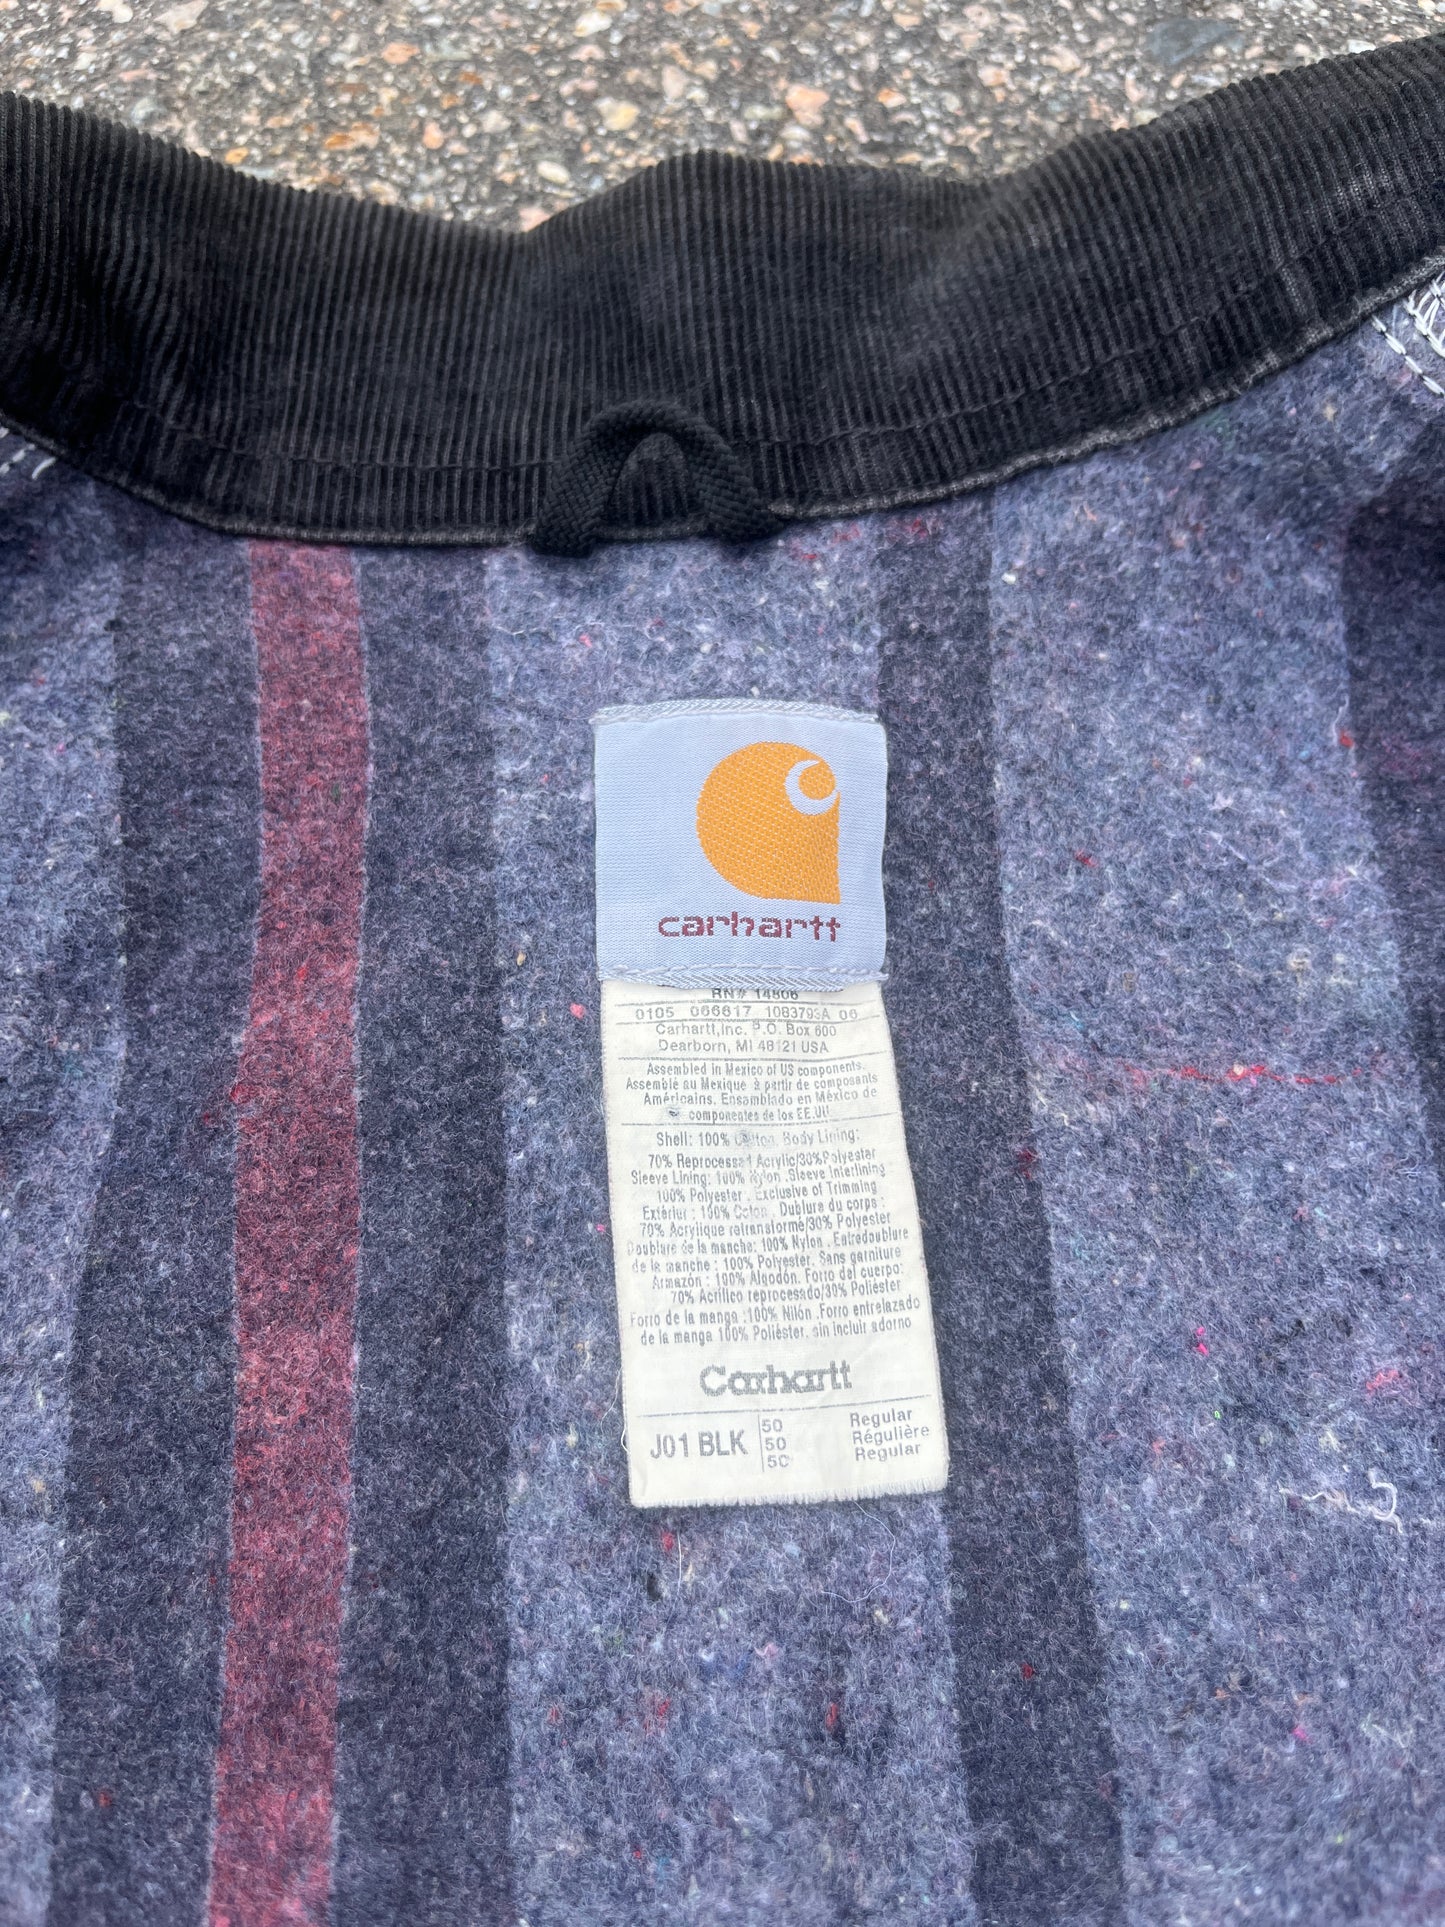 carhartt
RN# 14806
0105 066617 1083793A 06
Carhartt,Inc. P.O. Box 600
Dearborn, MI 48121 USA
Assembled in Mexico of US components.
Assemblé au Mexique à partir de composants
Américains. Ensamblado en México de
componentes de los EE.UU
Shell: 100% Cotton. Body Lining:
70% Reprocessed Acrylic/30% Polyester
Sleeve Lining: 100% Nylon .Sleeve Interlining
100% Polyester . Exclusive of Trimming
Extérlur : 100% Coton . Dublure du corps :
70% Acrylique ratransformé/30% Polyester
Doublure de la manche: 100% Nylon . Entredoublure
de la manche : 100% Polyester. Sans garniture
Armazón : 100% Algodón. Forro del cuerpo:
70% Acrílico reprocesado/30% Poliéster
Forro de la manga :100% Nilón .Forro entrelazado
de la manga 100% Poliéster. sin incluir adorno
Carhartt
J01 BLK 50 Regular
50 Régulière
50 Regular